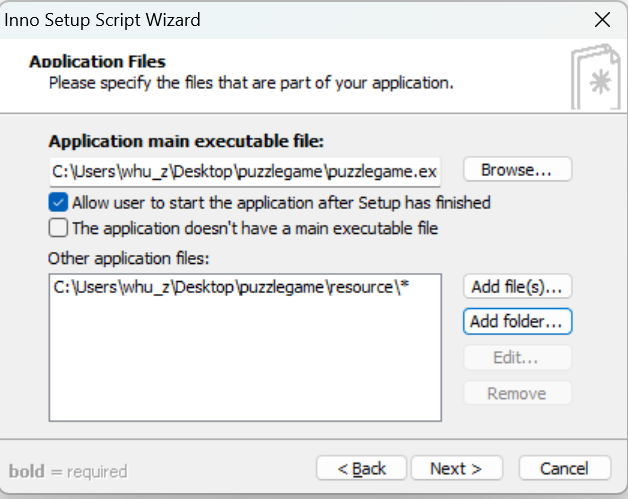 Inno Setup Script Wizard
Application Files
Please specify the files that are part of your application.
Application main executable file:
C:\Users\whu_z\Desktop\puzzlegame\puzzlegame.ex
Browse...
Allow user to start the application after Setup has finished
The application doesn't have a main executable file
Other application files:
C:\Users\whu_z\Desktop\puzzlegame\resource\*
Add file(s)...
Add folder...
Edit...
Remove
bold = required
< Back
Next >
Cancel